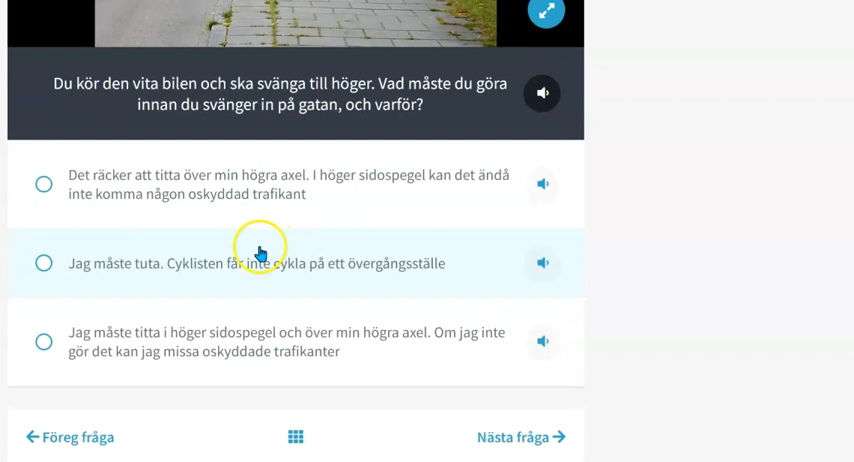 Du kör den vita bilen och ska svänga till höger. Vad måste du göra
innan du svänger in på gatan, och varför?
Det räcker att titta över min högra axel. I höger sidospegel kan det ändå
inte komma någon oskyddad trafikant
Jag måste tuta. Cyklisten får inte cykla på ett övergångsställe
Jag måste titta i höger sidospegel och över min högra axel. Om jag inte
gör det kan jag missa oskyddade trafikanter
Föreg fråga
Nästa fråga